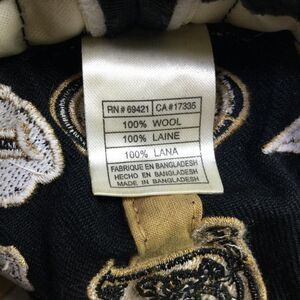 RN # 69421 CA # 17335
100% WOOL
100% LAINE
100% LANA
FABRIQUE EN BANGLADESH
HECHO EN BANGLADESH
MADE IN BANGLADESH